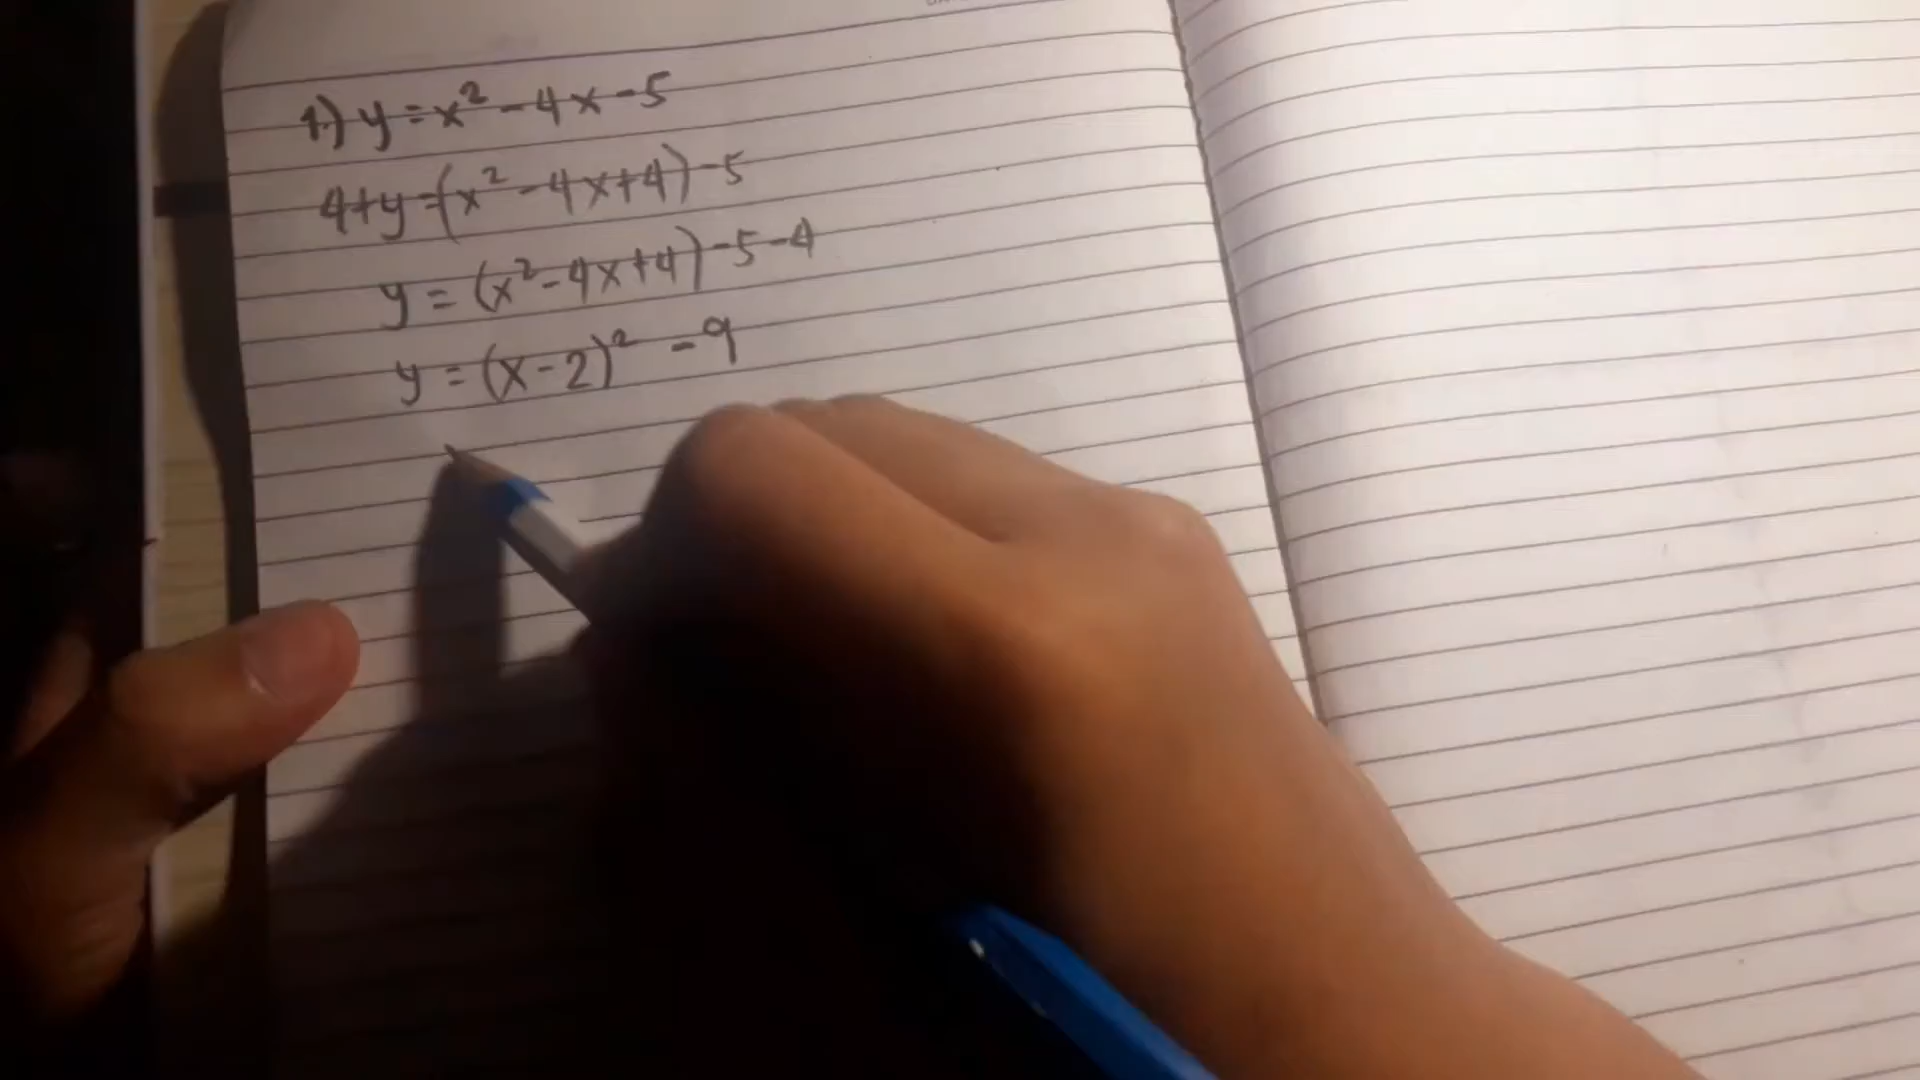 1.) y = x² - 4x - 5
4+y = (x² - 4x + 4) - 5
y = (x² - 4x + 4) - 5 - 4
y = (x - 2)² - 9